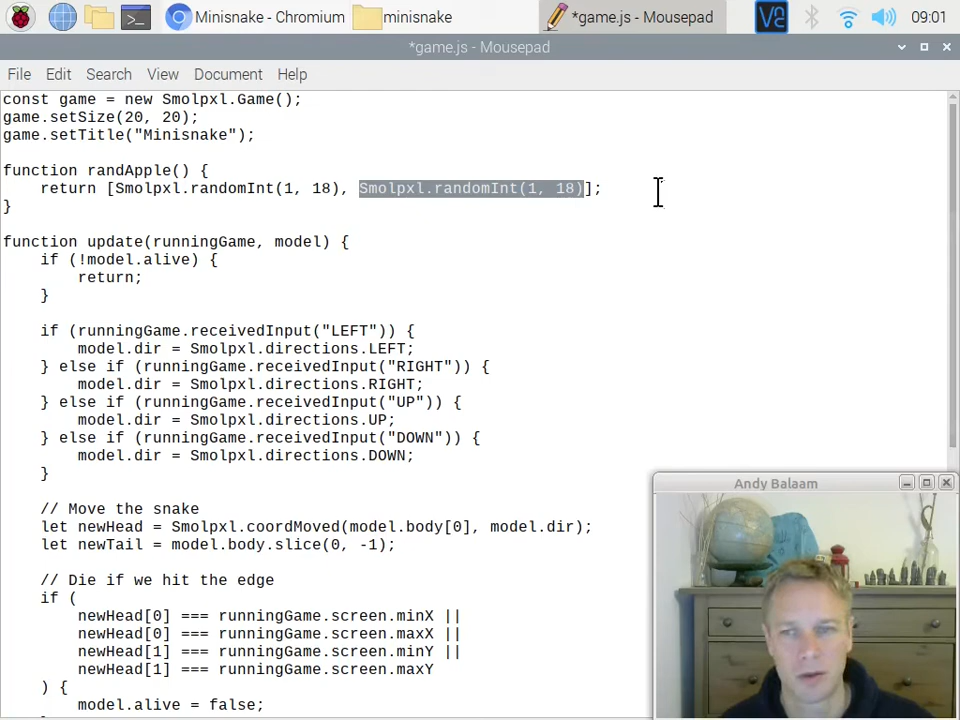 Minisnake - Chromium
minisnake
*game.js - Mousepad
09:01
*game.js - Mousepad
File Edit Search View Document Help
const game = new Smolpxl.Game();
game.setSize(20, 20);
game.setTitle("Minisnake");
function randApple() {
    return [Smolpxl.randomInt(1, 18), Smolpxl.randomInt(1, 18)];
}
function update(runningGame, model) {
    if (!model.alive) {
        return;
    }
    if (runningGame.receivedInput("LEFT")) {
        model.dir = Smolpxl.directions.LEFT;
    } else if (runningGame.receivedInput("RIGHT")) {
        model.dir = Smolpxl.directions.RIGHT;
    } else if (runningGame.receivedInput("UP")) {
        model.dir = Smolpxl.directions.UP;
    } else if (runningGame.receivedInput("DOWN")) {
        model.dir = Smolpxl.directions.DOWN;
    }
    // Move the snake
    let newHead = Smolpxl.coordMoved(model.body[0], model.dir);
    let newTail = model.body.slice(0, -1);
    // Die if we hit the edge
    if (
        newHead[0] === runningGame.screen.minX ||
        newHead[0] === runningGame.screen.maxX ||
        newHead[1] === runningGame.screen.minY ||
        newHead[1] === runningGame.screen.maxY
    ) {
        model.alive = false;
Andy Balaam